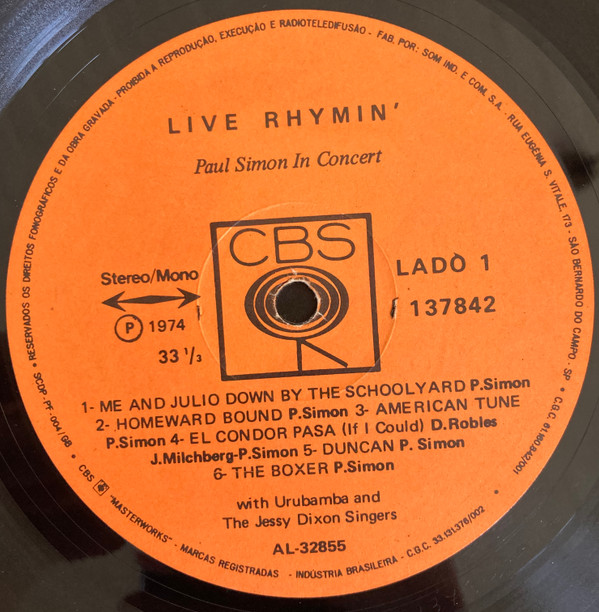 RESERVADOS OS DIREITOS FONOGRÁFICOS E DA OBRA GRAVADA - PROIBIDA A REPRODUÇÃO, EXECUÇÃO E RADIOTELEDIFUSÃO - FAB. POR: SOM IND. E COM. S.A. - RUA EUGÊNIA S. VITALE, 173 - SÃO BERNARDO DO CAMPO - SP • C.G.C. 61.160.842/001
LIVE RHYMIN'
Paul Simon In Concert
CBS
Stereo/Mono
LADO 1
P 1974
137842
33 1/3
1- ME AND JULIO DOWN BY THE SCHOOLYARD P.Simon
2- HOMEWARD BOUND P.Simon 3- AMERICAN TUNE
P.Simon 4- EL CONDOR PASA (If I Could) D.Robles
J.Milchberg-P.Simon 5- DUNCAN P. Simon
6- THE BOXER P.Simon
with Urubamba and
The Jessy Dixon Singers
AL-32855
SCDP-PF. 004/GB • CBS "MASTERWORKS" - MARCAS REGISTRADAS - INDÚSTRIA BRASILEIRA - C.G.C. 33.131.376/002 •